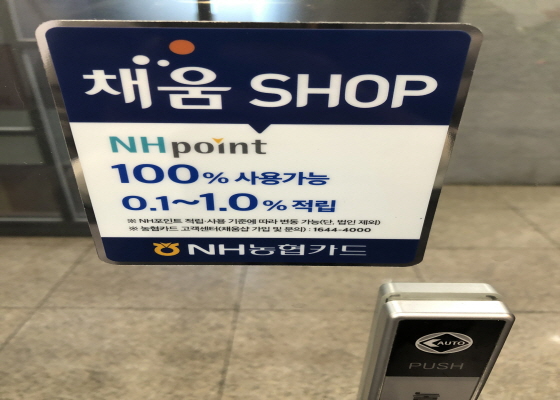 채움 SHOP
NHpoint
100% 사용가능
0.1~1.0% 적립
※ NH포인트 적립·사용 기준에 따라 변동 가능(단, 법인 제외)
※ 농협카드 고객센터(채움샵 가입 및 문의) : 1644-4000
NH농협카드
AUTO
PUSH